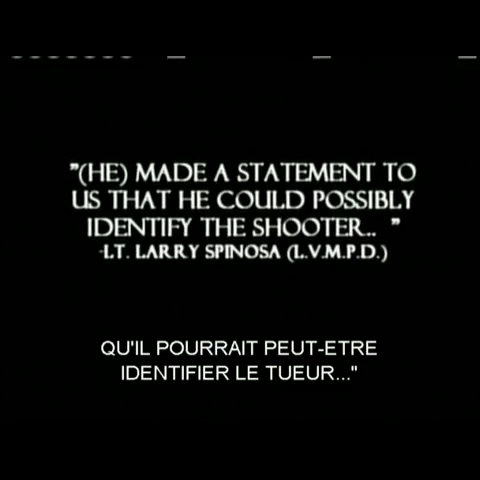 "(HE) MADE A STATEMENT TO
US THAT HE COULD POSSIBLY
IDENTIFY THE SHOOTER.. "
-LT. LARRY SPINOSA (L.V.M.P.D.)
QU'IL POURRAIT PEUT-ETRE
IDENTIFIER LE TUEUR..."